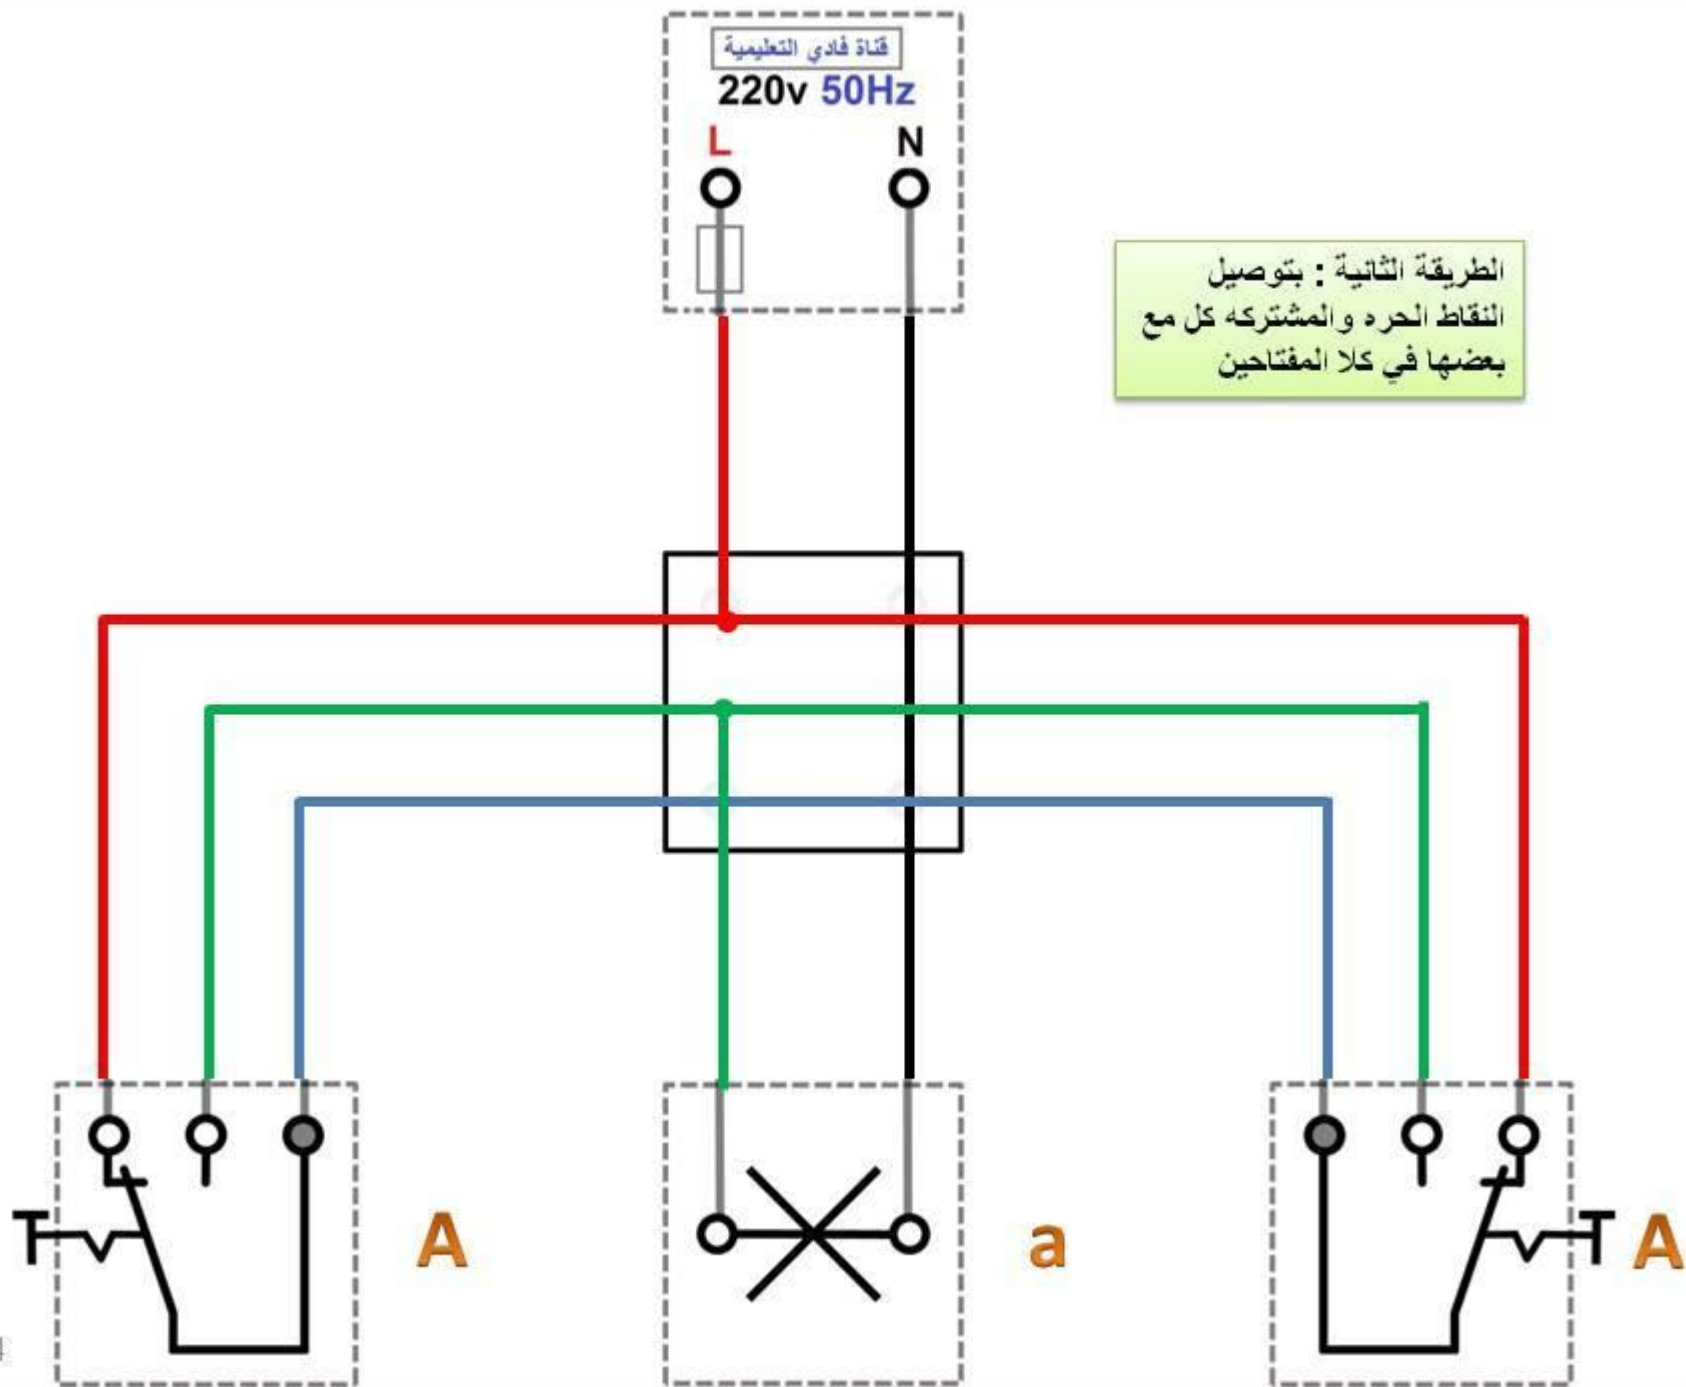 قناة فادي التعليمية
220v 50Hz
L N
الطريقة الثانية : بتوصيل
النقاط الحره والمشتركه كل مع
بعضها في كلا المفتاحين
A a A